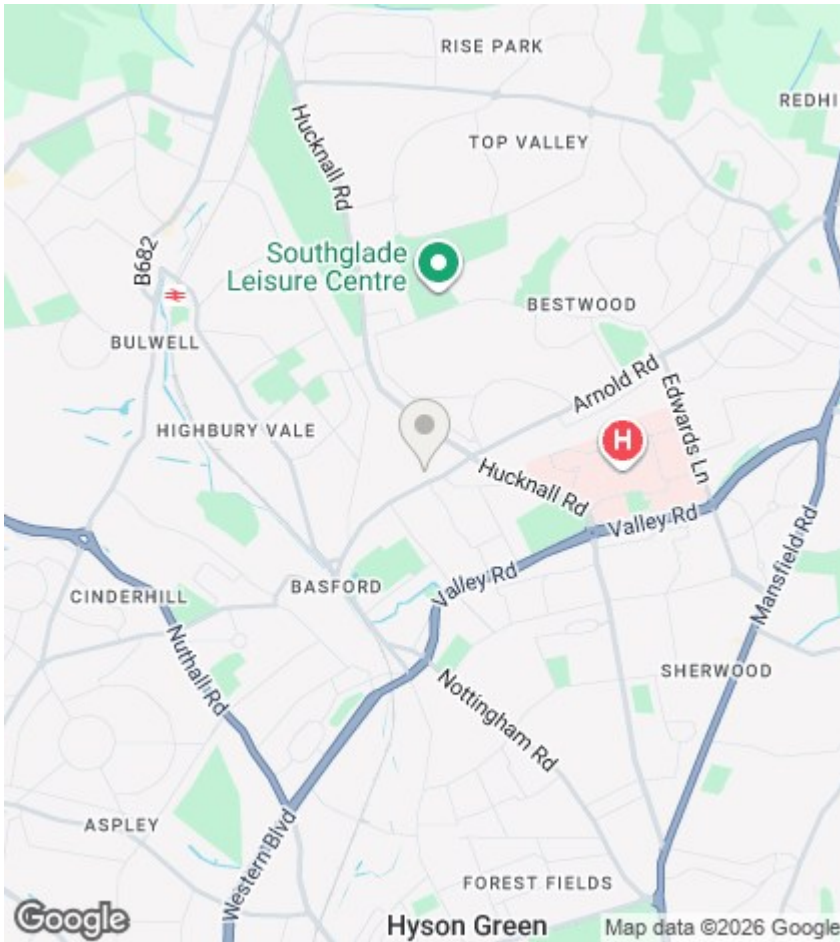 RISE PARK
REDHI
Hucknall Rd
TOP VALLEY
B682
Southglade
Leisure Centre
BESTWOOD
BULWELL
Arnold Rd
Edwards Ln
HIGHBURY VALE
H
Hucknall Rd
Valley Rd
Mansfield Rd
BASFORD
Valley Rd
CINDERHILL
Nuthall Rd
SHERWOOD
Nottingham Rd
ASPLEY
Western Blvd
FOREST FIELDS
Google
Hyson Green
Map data ©2026 Google